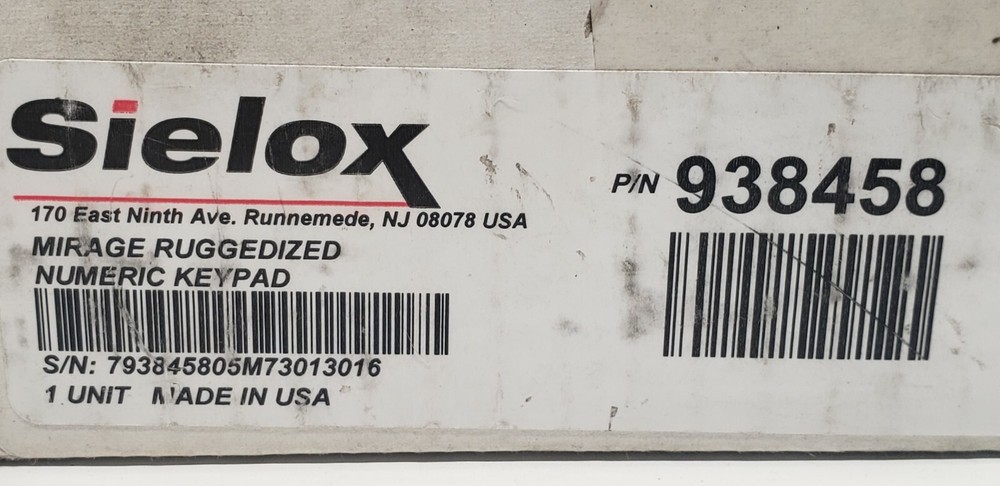 Sielox
170 East Ninth Ave. Runnemede, NJ 08078 USA
MIRAGE RUGGEDIZED
NUMERIC KEYPAD
S/N: 793845805M73013016
1 UNIT MADE IN USA
P/N 938458